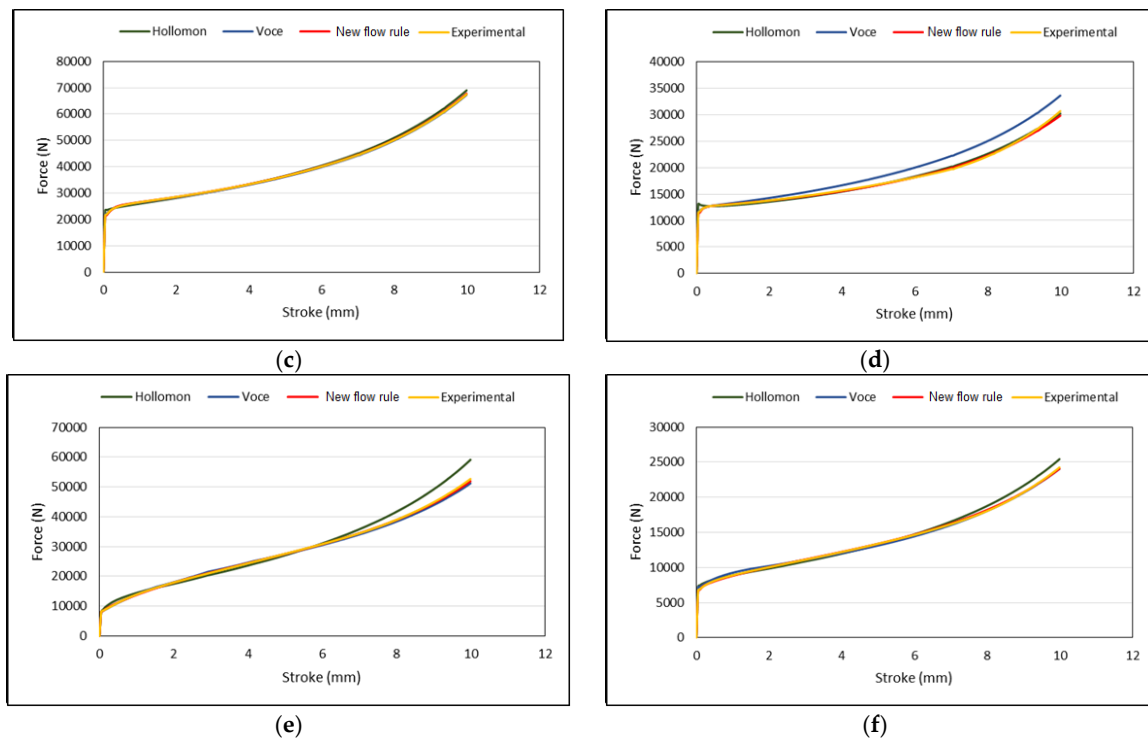 Hollomon Voce New flow rule Experimental
80000
70000
60000
50000
40000
30000
20000
10000
0
0 2 4 6 8 10 12
Force (N)
Stroke (mm)
(c)
Hollomon Voce New flow rule Experimental
40000
35000
30000
25000
20000
15000
10000
5000
0
0 2 4 6 8 10 12
Force (N)
Stroke (mm)
(d)
Hollomon Voce New flow rule Experimental
70000
60000
50000
40000
30000
20000
10000
0
0 2 4 6 8 10 12
Force (N)
Stroke (mm)
(e)
Hollomon Voce New flow rule Experimental
30000
25000
20000
15000
10000
5000
0
0 2 4 6 8 10 12
Force (N)
Stroke (mm)
(f)